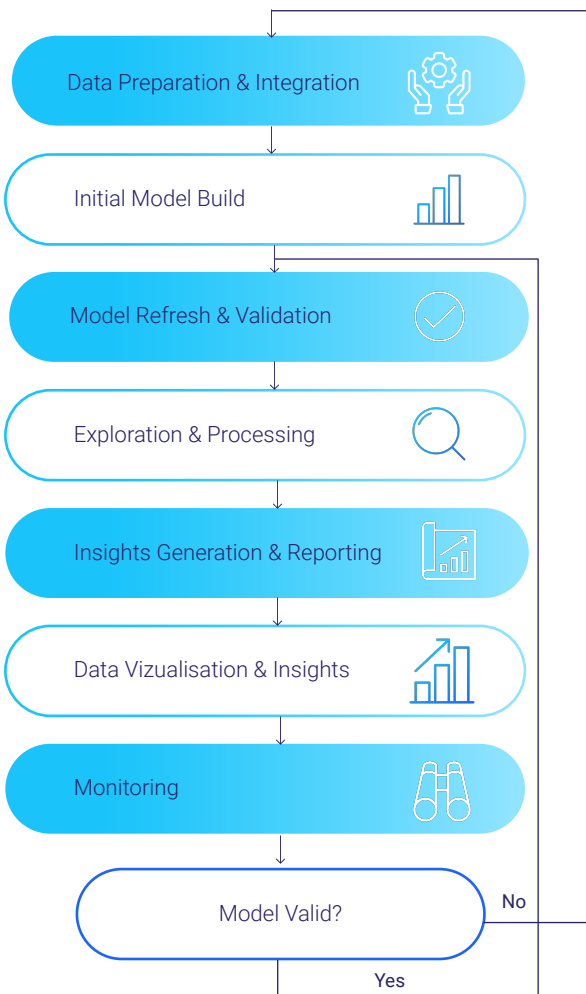 Data Preparation & Integration
Initial Model Build
Model Refresh & Validation
Exploration & Processing
Insights Generation & Reporting
Data Vizualisation & Insights
Monitoring
Model Valid?
No
Yes